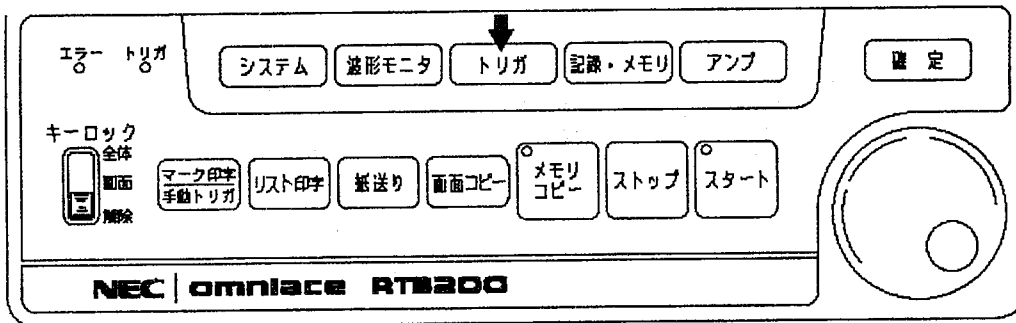 エラー トリガ
システム 波形モニタ トリガ 記録・メモリ アンプ 確 定
キーロック
全体
画面
解除
マーク印字
手動トリガ
リスト印字 紙送り 画面コピー
メモリ
コピー
ストップ スタート
NEC omniace RT3200